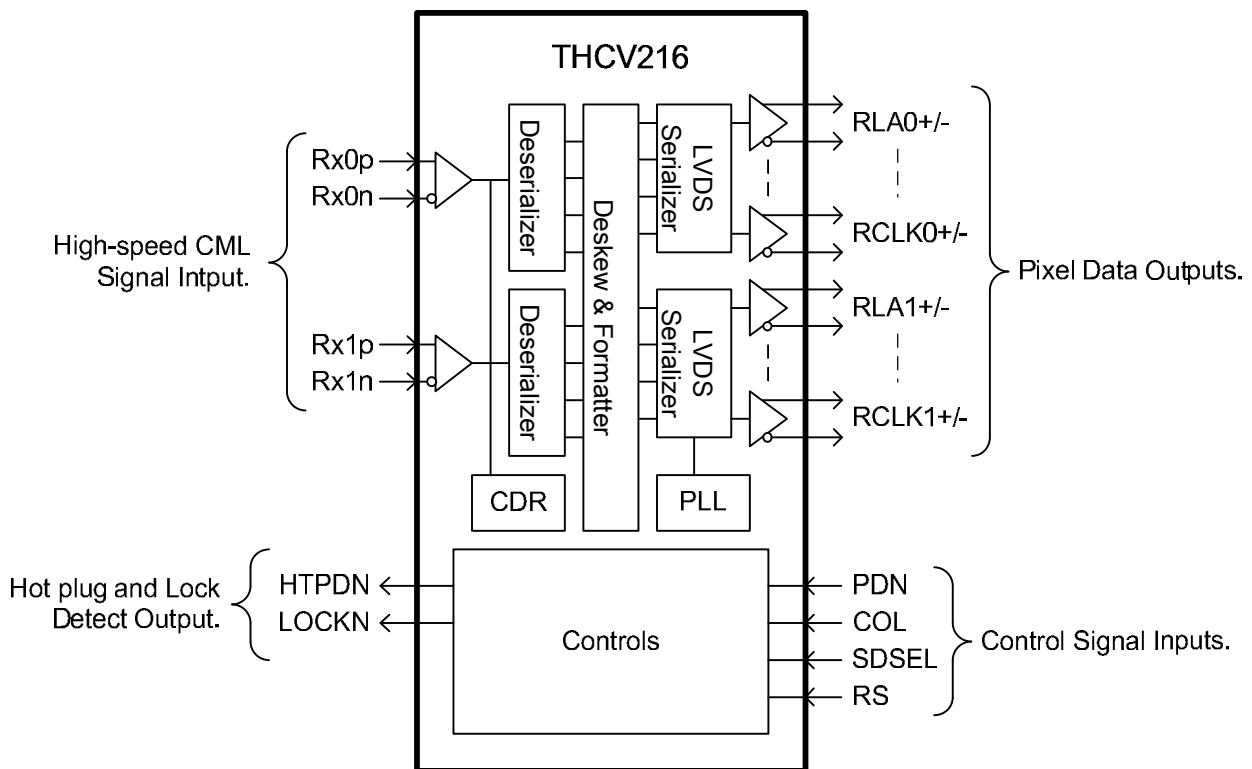 THCV216
Rx0p
Rx0n
High-speed CML
Signal Intput.
Rx1p
Rx1n
Deserializer
Deserializer
CDR
Deskew & Formatter
LVDS
Serializer
LVDS
Serializer
PLL
RLA0+/-
RCLK0+/-
RLA1+/-
RCLK1+/-
Pixel Data Outputs.
Hot plug and Lock
Detect Output.
HTPDN
LOCKN
Controls
PDN
COL
SDSEL
RS
Control Signal Inputs.